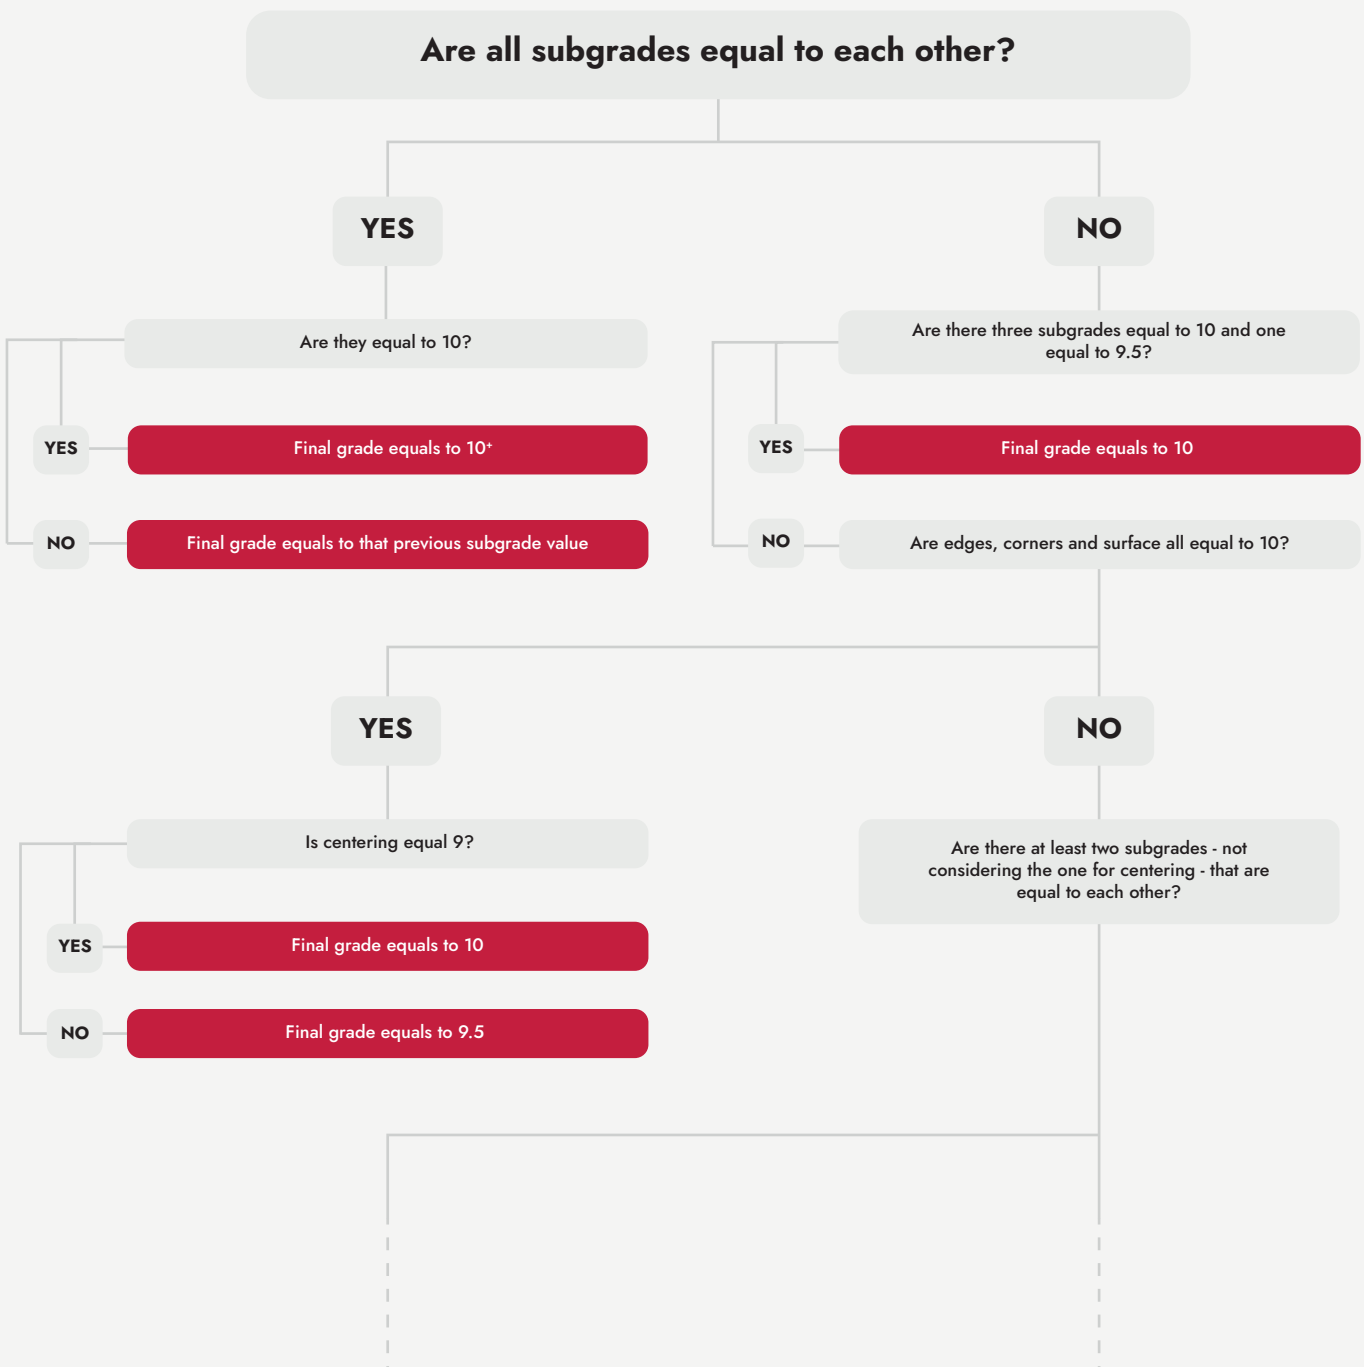 Are all subgrades equal to each other?
YES
NO
Are they equal to 10?
Are there three subgrades equal to 10 and one
equal to 9.5?
YES
Final grade equals to 10⁺
YES
Final grade equals to 10
NO
Final grade equals to that previous subgrade value
NO
Are edges, corners and surface all equal to 10?
YES
NO
Is centering equal 9?
Are there at least two subgrades - not
considering the one for centering - that are
equal to each other?
YES
Final grade equals to 10
NO
Final grade equals to 9.5